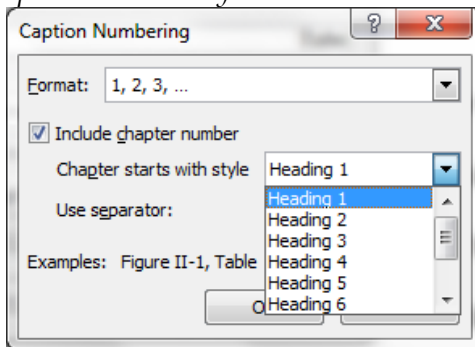 Caption Numbering
Format: 1, 2, 3, ...
Include chapter number
Chapter starts with style Heading 1
Heading 1
Use separator:
Heading 2
Heading 3
Examples: Figure II-1, Table
Heading 4
Heading 5
Heading 6